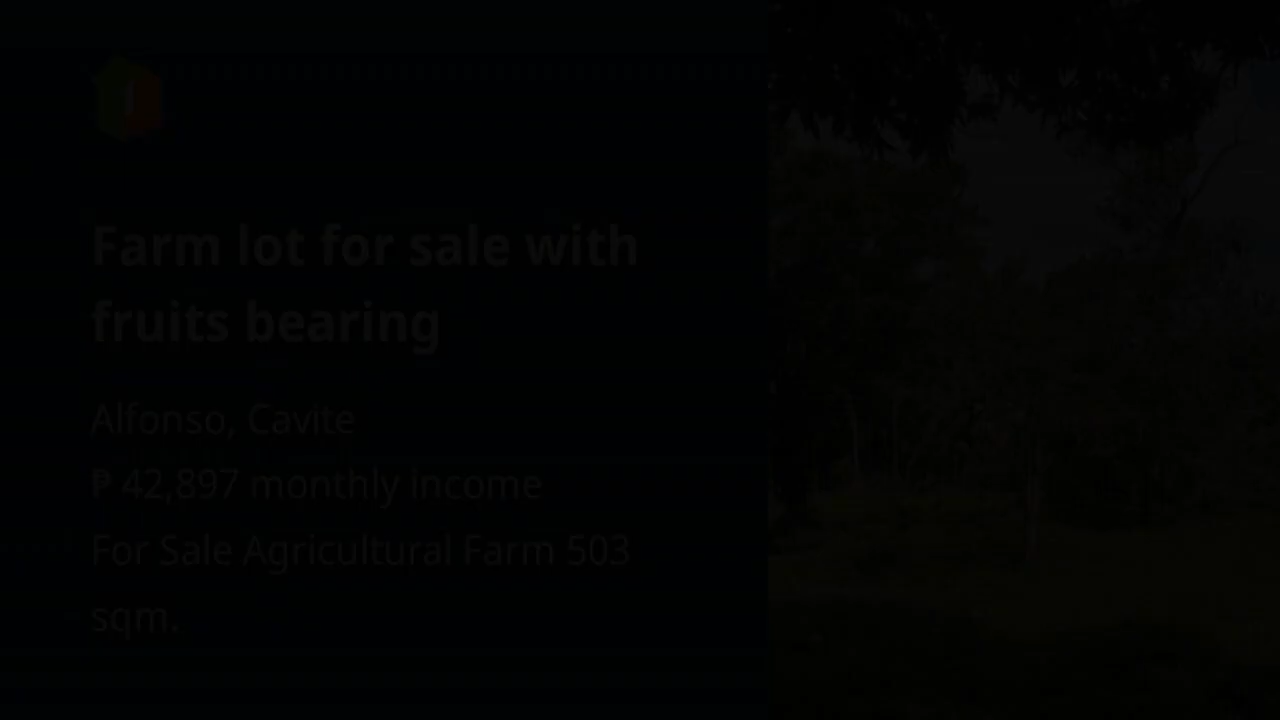 Farm lot for sale with
fruits bearing
Alfonso, Cavite
₱ 42,897 monthly income
For Sale Agricultural Farm 503
sqm.